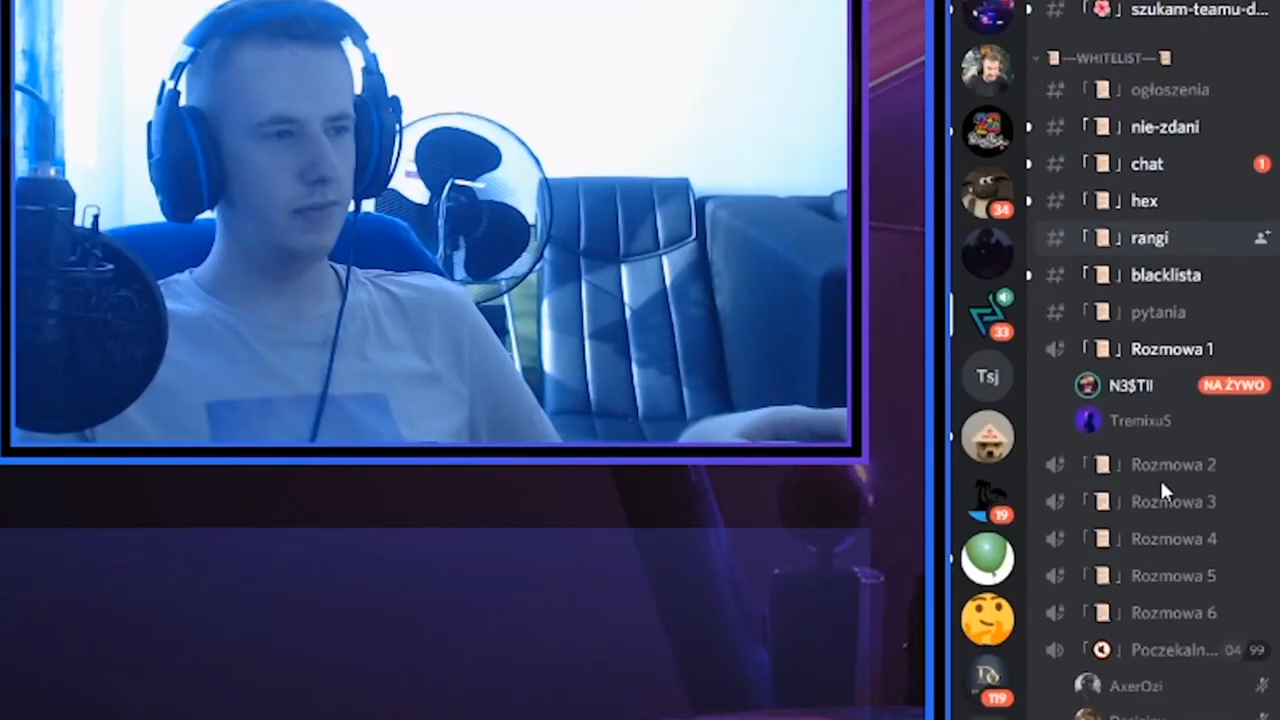 szukam-teamu-d...
—WHITELIST—
ogłoszenia
nie-zdani
chat
1
hex
34
rangi
blacklista
pytania
33
Rozmowa 1
Tsj
N3$TII
NA ŻYWO
TremixuS
Rozmowa 2
Rozmowa 3
19
Rozmowa 4
Rozmowa 5
Rozmowa 6
Poczekaln... 04 99
AxerOzi
119